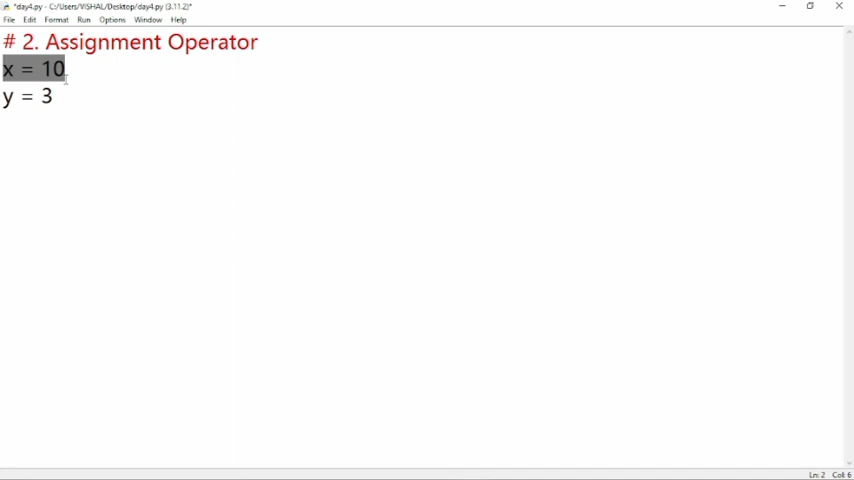 *day4.py - C:/Users/VISHAL/Desktop/day4.py (3.11.2)*
File Edit Format Run Options Window Help
# 2. Assignment Operator
x = 10
y = 3
Ln: 2 Col: 6